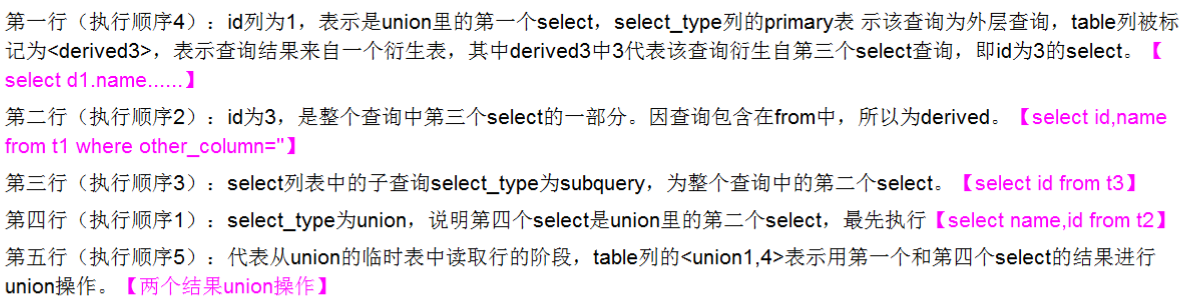 第一行（执行顺序4）：id列为1，表示是union里的第一个select，select_type列的primary表 示该查询为外层查询，table列被标
记为<derived3>，表示查询结果来自一个衍生表，其中derived3中3代表该查询衍生自第三个select查询，即id为3的select。【
select d1.name......】
第二行（执行顺序2）：id为3，是整个查询中第三个select的一部分。因查询包含在from中，所以为derived。【select id,name
from t1 where other_column=''】
第三行（执行顺序3）：select列表中的子查询select_type为subquery，为整个查询中的第二个select。【select id from t3】
第四行（执行顺序1）：select_type为union，说明第四个select是union里的第二个select，最先执行【select name,id from t2】
第五行（执行顺序5）：代表从union的临时表中读取行的阶段，table列的<union1,4>表示用第一个和第四个select的结果进行
union操作。【两个结果union操作】